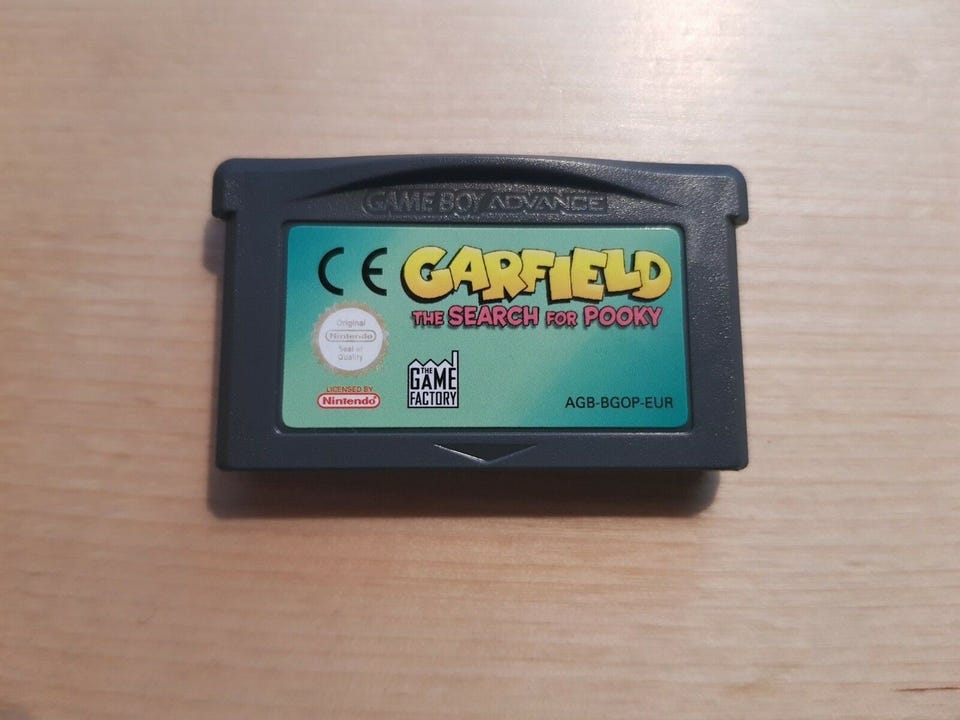 GAME BOY ADVANCE
CE
GARFIELD
THE SEARCH FOR POOKY
Original
Nintendo
Seal of
Quality
LICENSED BY
Nintendo
THE
GAME
FACTORY
AGB-BGOP-EUR